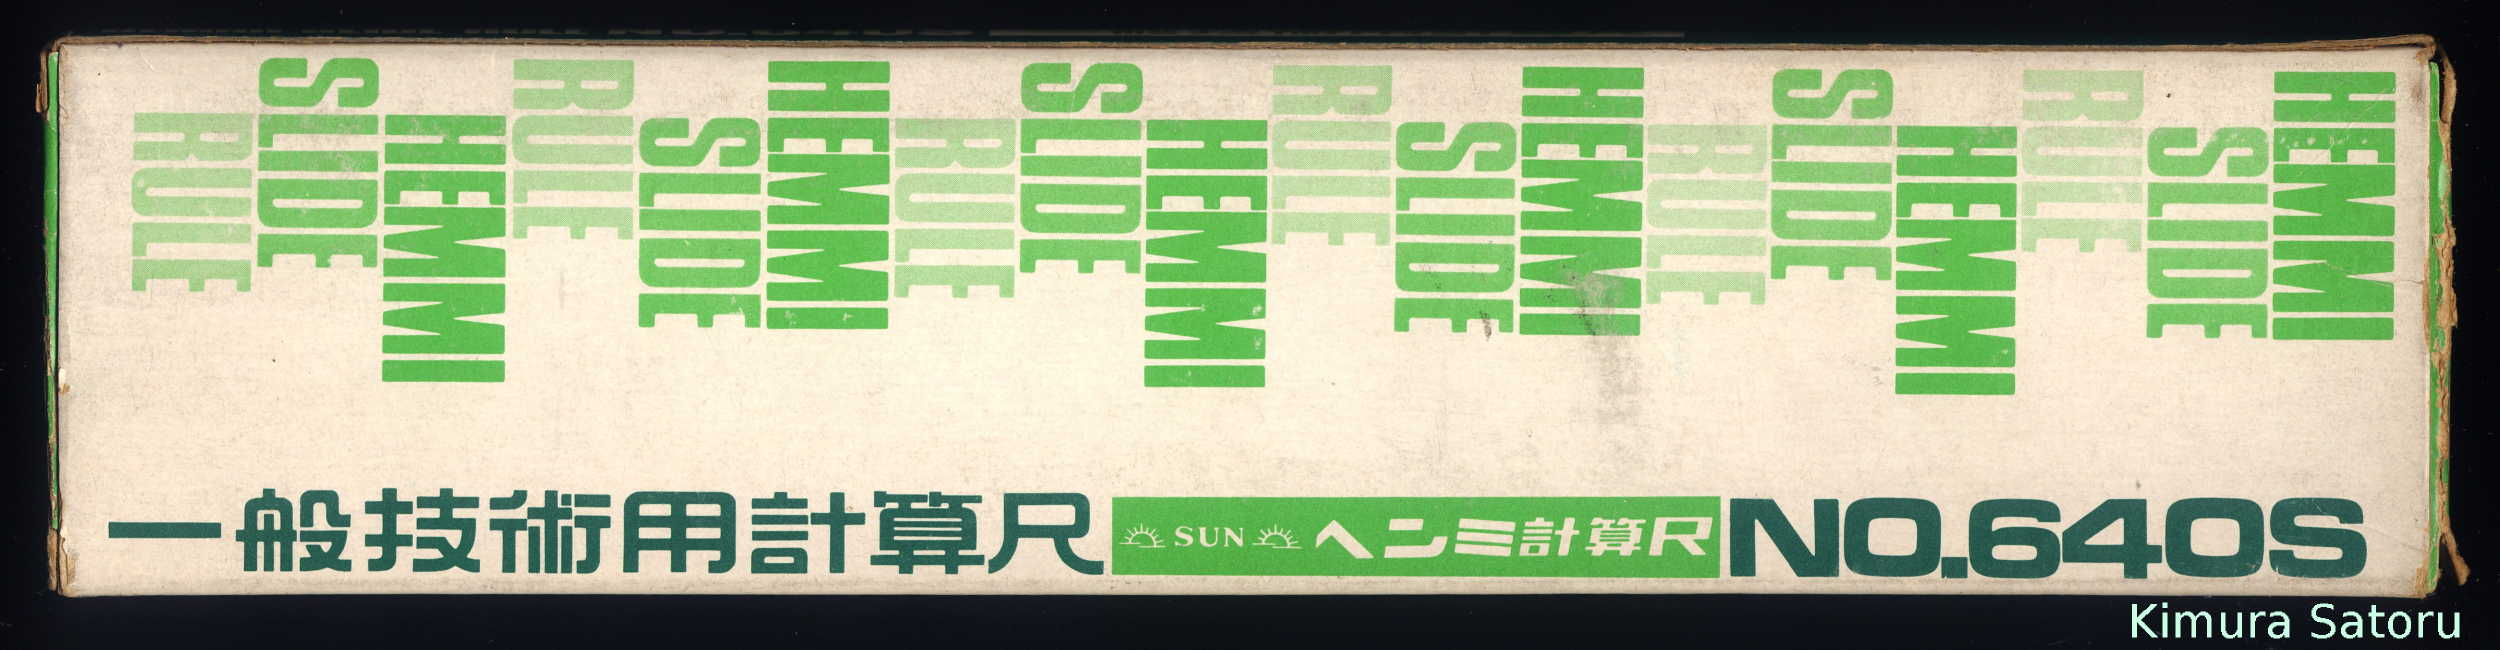 RULE
SLIDE
HEMMI
RULE
SLIDE
HEMMI
RULE
SLIDE
HEMMI
RULE
SLIDE
HEMMI
RULE
SLIDE
HEMMI
RULE
SLIDE
HEMMI
一般技術用計算尺 SUN ヘンミ計算尺 NO.640S
Kimura Satoru